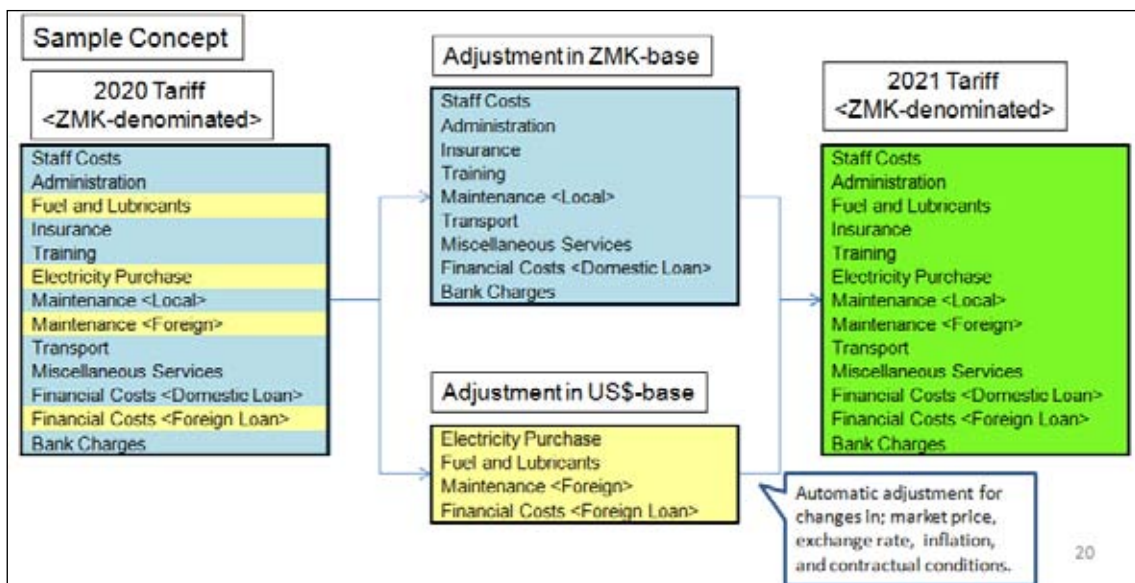 Sample Concept
2020 Tariff
<ZMK-denominated>
Staff Costs
Administration
Fuel and Lubricants
Insurance
Training
Electricity Purchase
Maintenance <Local>
Maintenance <Foreign>
Transport
Miscellaneous Services
Financial Costs <Domestic Loan>
Financial Costs <Foreign Loan>
Bank Charges
Adjustment in ZMK-base
Staff Costs
Administration
Insurance
Training
Maintenance <Local>
Transport
Miscellaneous Services
Financial Costs <Domestic Loan>
Bank Charges
Adjustment in US$-base
Electricity Purchase
Fuel and Lubricants
Maintenance <Foreign>
Financial Costs <Foreign Loan>
2021 Tariff
<ZMK-denominated>
Staff Costs
Administration
Fuel and Lubricants
Insurance
Training
Electricity Purchase
Maintenance <Local>
Maintenance <Foreign>
Transport
Miscellaneous Services
Financial Costs <Domestic Loan>
Financial Costs <Foreign Loan>
Bank Charges
Automatic adjustment for
changes in; market price,
exchange rate, inflation,
and contractual conditions.
20